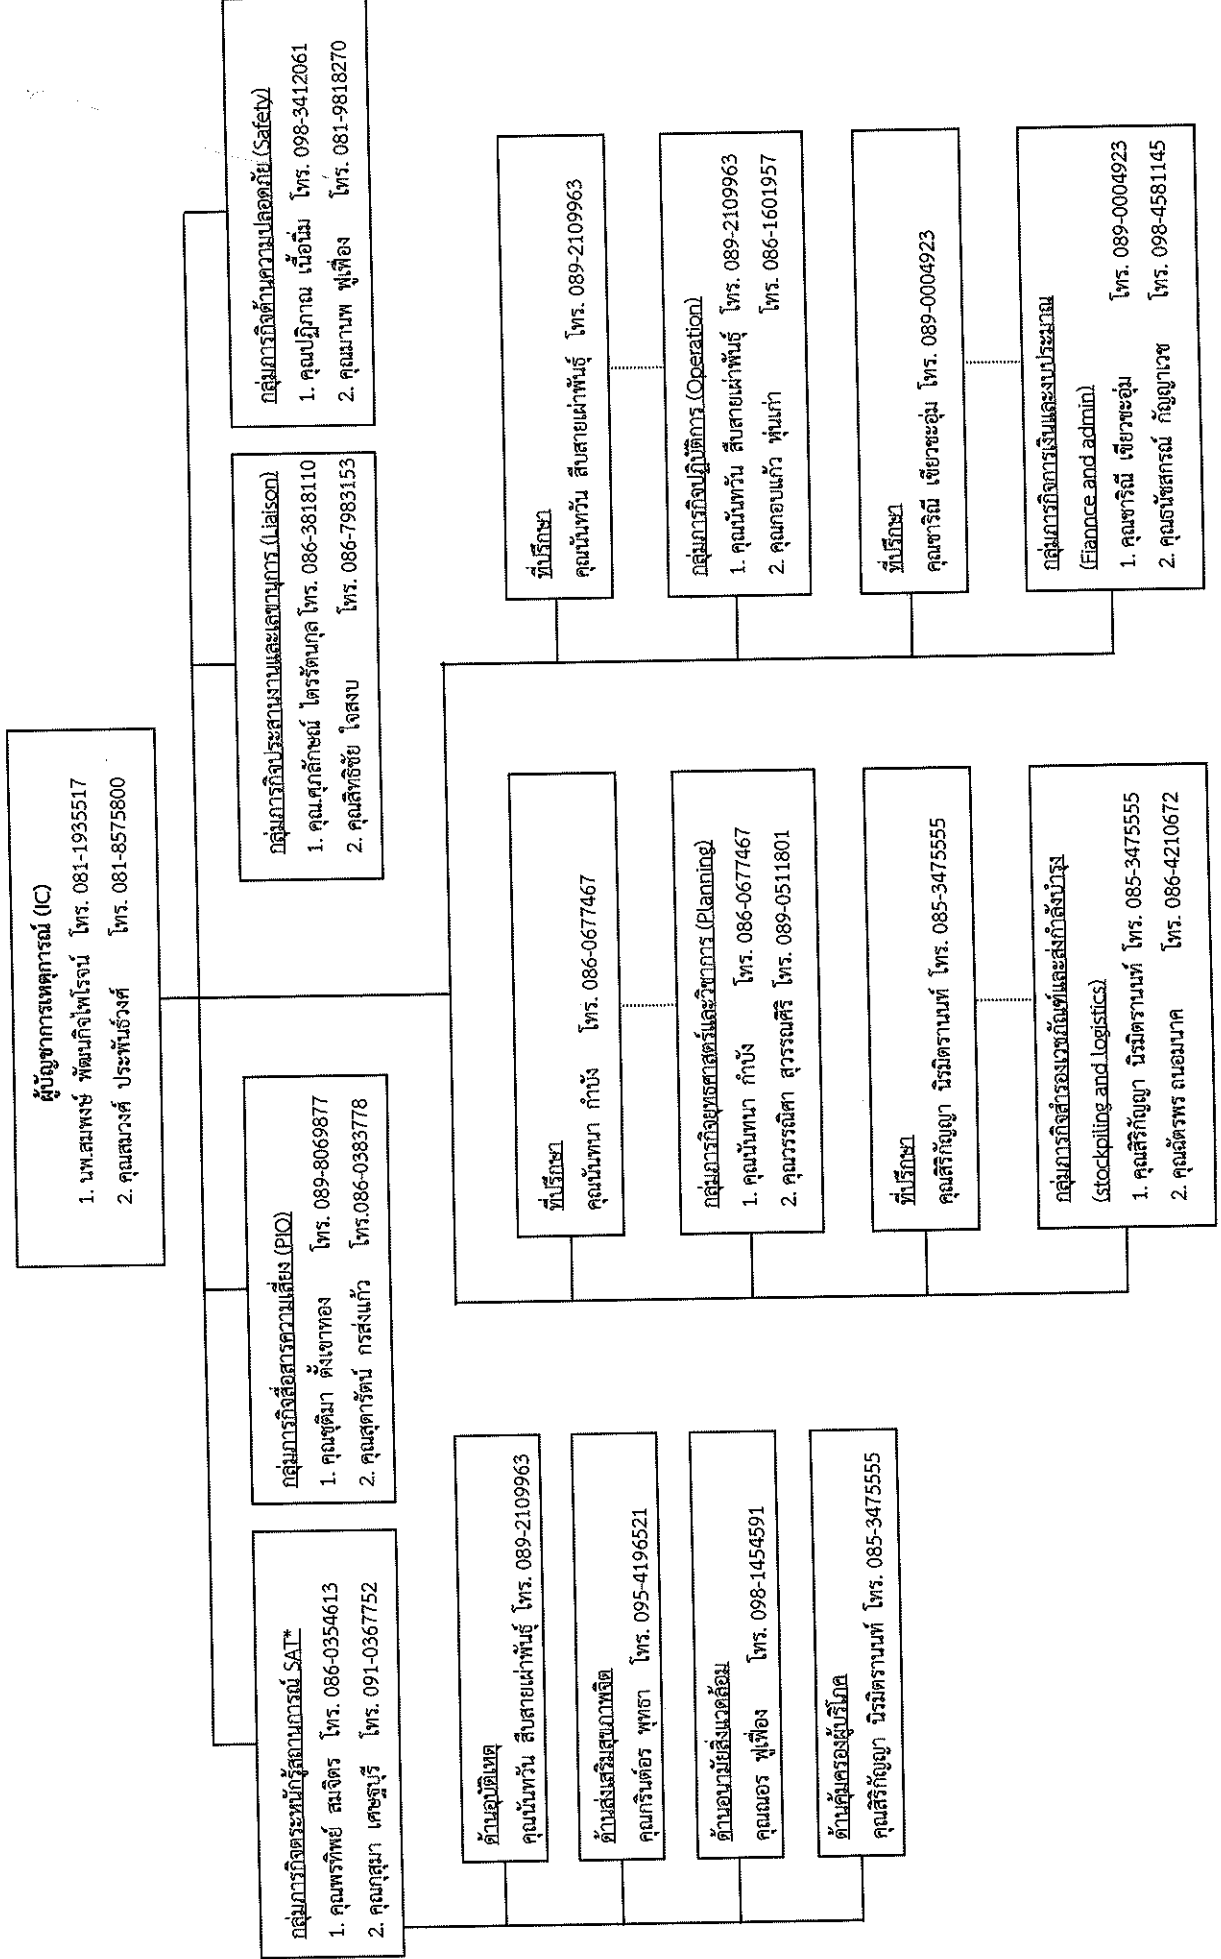 ผู้บัญชาการเหตุการณ์ (IC)
1. นพ.สมพงษ์ พัฒนกิจไพโรจน์ โทร. 081-1935517
2. คุณสมวงศ์ ประพันธ์วงศ์ โทร. 081-8575800
กลุ่มภารกิจตระหนักรู้สถานการณ์ SAT*
1. คุณพรทิพย์ สมจิตร โทร. 086-0354613
2. คุณกุสุมา เศษฐบุรี โทร. 091-0367752
กลุ่มภารกิจสื่อสารความเสี่ยง (PIO)
1. คุณชุติมา ตั้งเขาทอง โทร. 089-8069877
2. คุณสุดารัตน์ กรส่งแก้ว โทร.086-0383778
กลุ่มภารกิจประสานงานและเลขานุการ (Liaison)
1. คุณ.ศุภลักษณ์ ไตรรัตนกุล โทร. 086-3818110
2. คุณสิทธิชัย ใจสงบ โทร. 086-7983153
กลุ่มภารกิจด้านความปลอดภัย (Safety)
1. คุณปฏิภาณ เนื้อนิ่ม โทร. 098-3412061
2. คุณมานพ ฟูเฟื่อง โทร. 081-9818270
ด้านอุบัติเหตุ
คุณนันทวัน สืบสายเผ่าพันธุ์ โทร. 089-2109963
ด้านส่งเสริมสุขภาพจิต
คุณกรินต์อร พุทธา โทร. 095-4196521
ด้านอนามัยสิ่งแวดล้อม
คุณณอร ฟูเฟื่อง โทร. 098-1454591
ด้านคุ้มครองผู้บริโภค
คุณสิริกัญญา นิรมิตรานนท์ โทร. 085-3475555
ที่ปรึกษา
คุณนันทนา กำบัง โทร. 086-0677467
กลุ่มภารกิจยุทธศาสตร์และวิชาการ (Planning)
1. คุณนันทนา กำบัง โทร. 086-0677467
2. คุณวรรณิศา สุวรรณศิริ โทร. 089-0511801
ที่ปรึกษา
คุณสิริกัญญา นิรมิตรานนท์ โทร. 085-3475555
กลุ่มภารกิจสำรองเวชภัณฑ์และส่งกำลังบำรุง
(stockpiling and logistics)
1. คุณสิริกัญญา นิรมิตรานนท์ โทร. 085-3475555
2. คุณฉัตรพร ถนอมนาค โทร. 086-4210672
ที่ปรึกษา
คุณนันทวัน สืบสายเผ่าพันธุ์ โทร. 089-2109963
กลุ่มภารกิจปฏิบัติการ (Operation)
1. คุณนันทวัน สืบสายเผ่าพันธุ์ โทร. 089-2109963
2. คุณกอบแก้ว หุ่นเก่า โทร. 086-1601957
ที่ปรึกษา
คุณชาริณี เขียวชะอุ่ม โทร. 089-0004923
กลุ่มภารกิจการเงินและงบประมาณ
(Fiannce and admin)
1. คุณชาริณี เขียวชะอุ่ม โทร. 089-0004923
2. คุณธนัชสกรณ์ กัญญาเวช โทร. 098-4581145